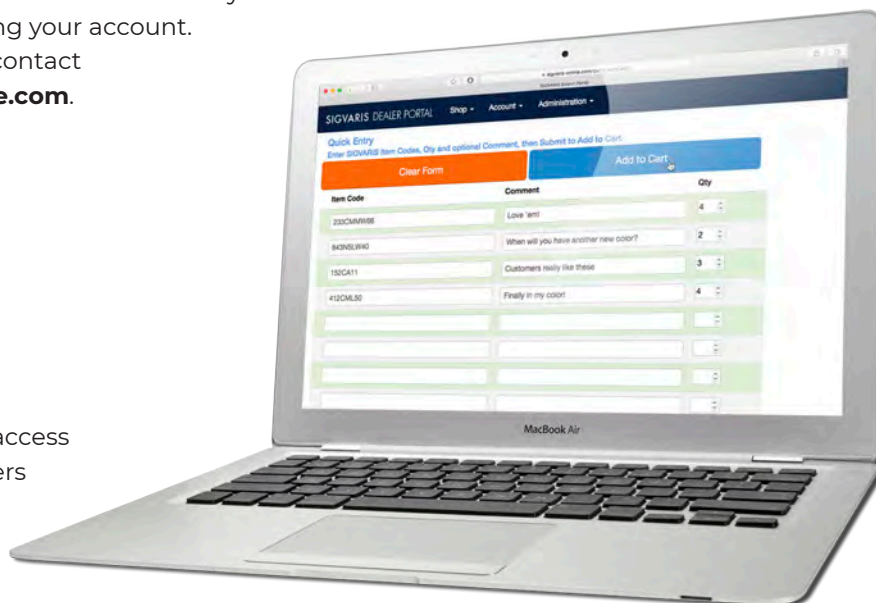 ng your account.
contact
e.com.
SIGVARIS DEALER PORTAL Shop Account Administration
Quick Entry
Enter SIGVARIS Item Codes, Qty and optional Comment, then Submit to Add to Cart.
Clear Form Add to Cart
Item Code Comment Qty
233CMMW66 Love 'em! 4
843NSLW40 When will you have another new color? 2
152CA11 Customers really like these 3
412CML50 Finally in my color! 4
MacBook Air
access
ers